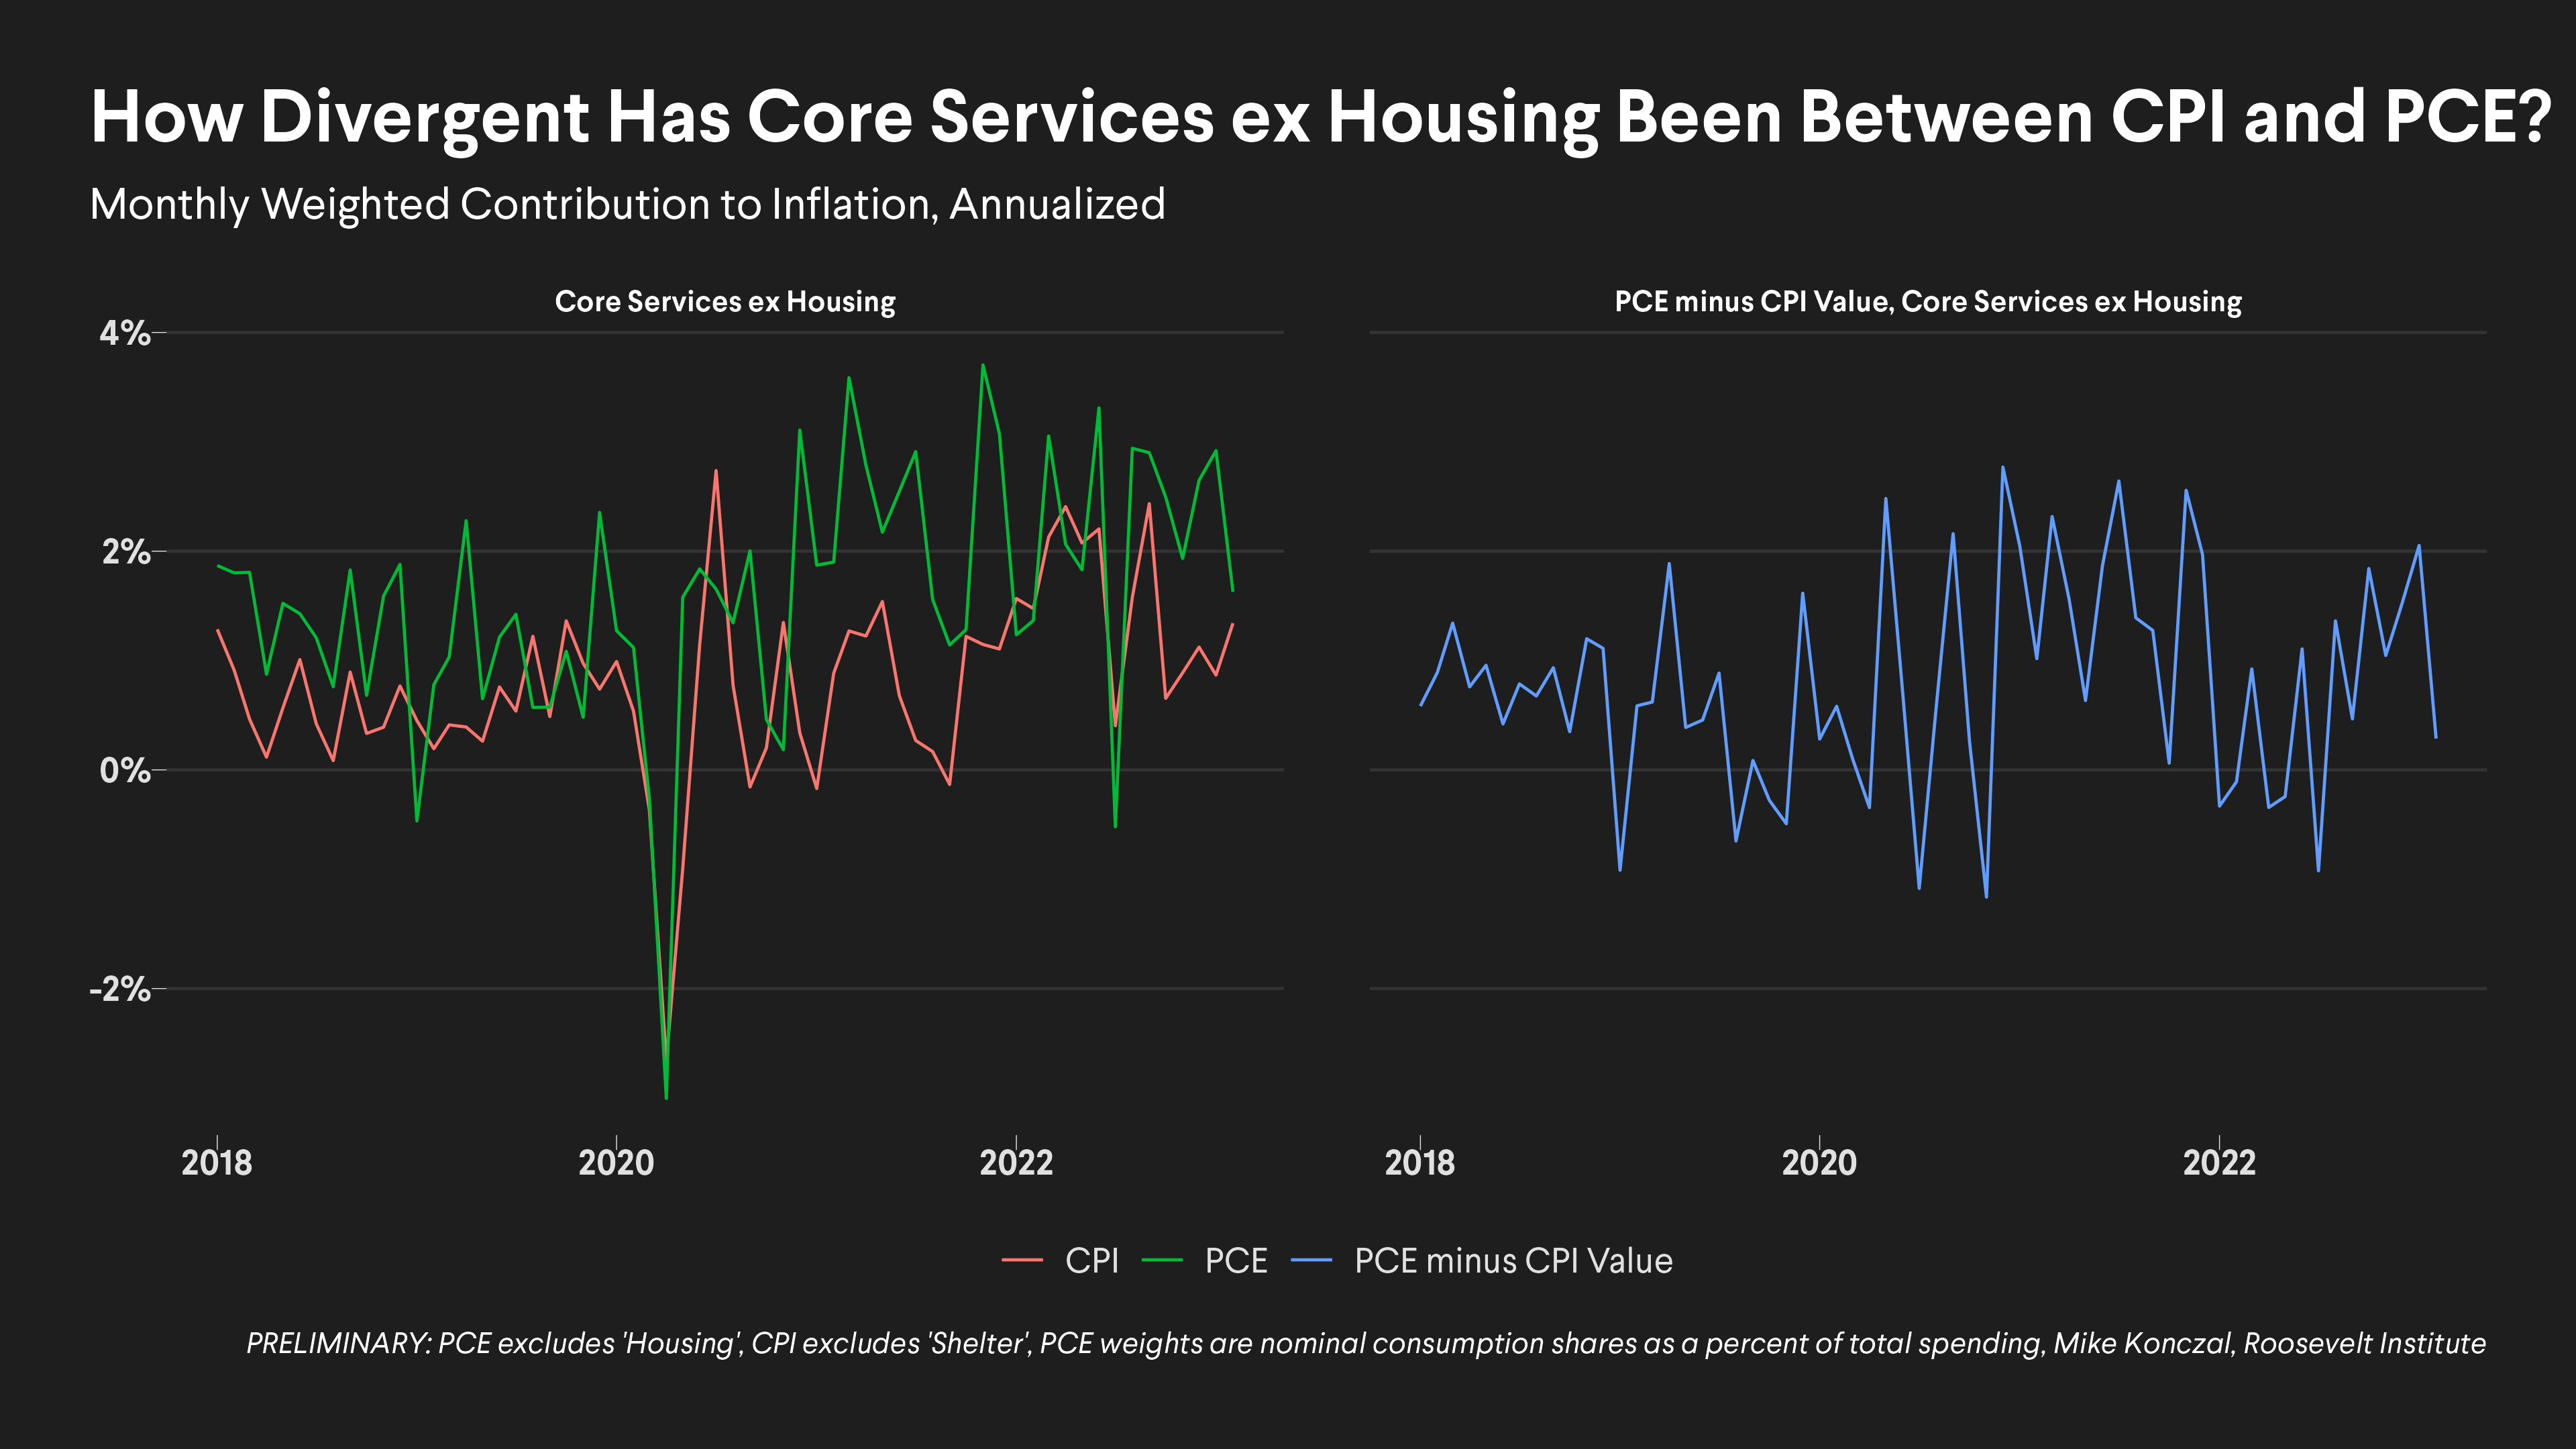 How Divergent Has Core Services ex Housing Been Between CPI and PCE?
Monthly Weighted Contribution to Inflation, Annualized
Core Services ex Housing
PCE minus CPI Value, Core Services ex Housing
4%
2%
0%
-2%
2018
2020
2022
2018
2020
2022
CPI
PCE
PCE minus CPI Value
PRELIMINARY: PCE excludes 'Housing', CPI excludes 'Shelter', PCE weights are nominal consumption shares as a percent of total spending, Mike Konczal, Roosevelt Institute